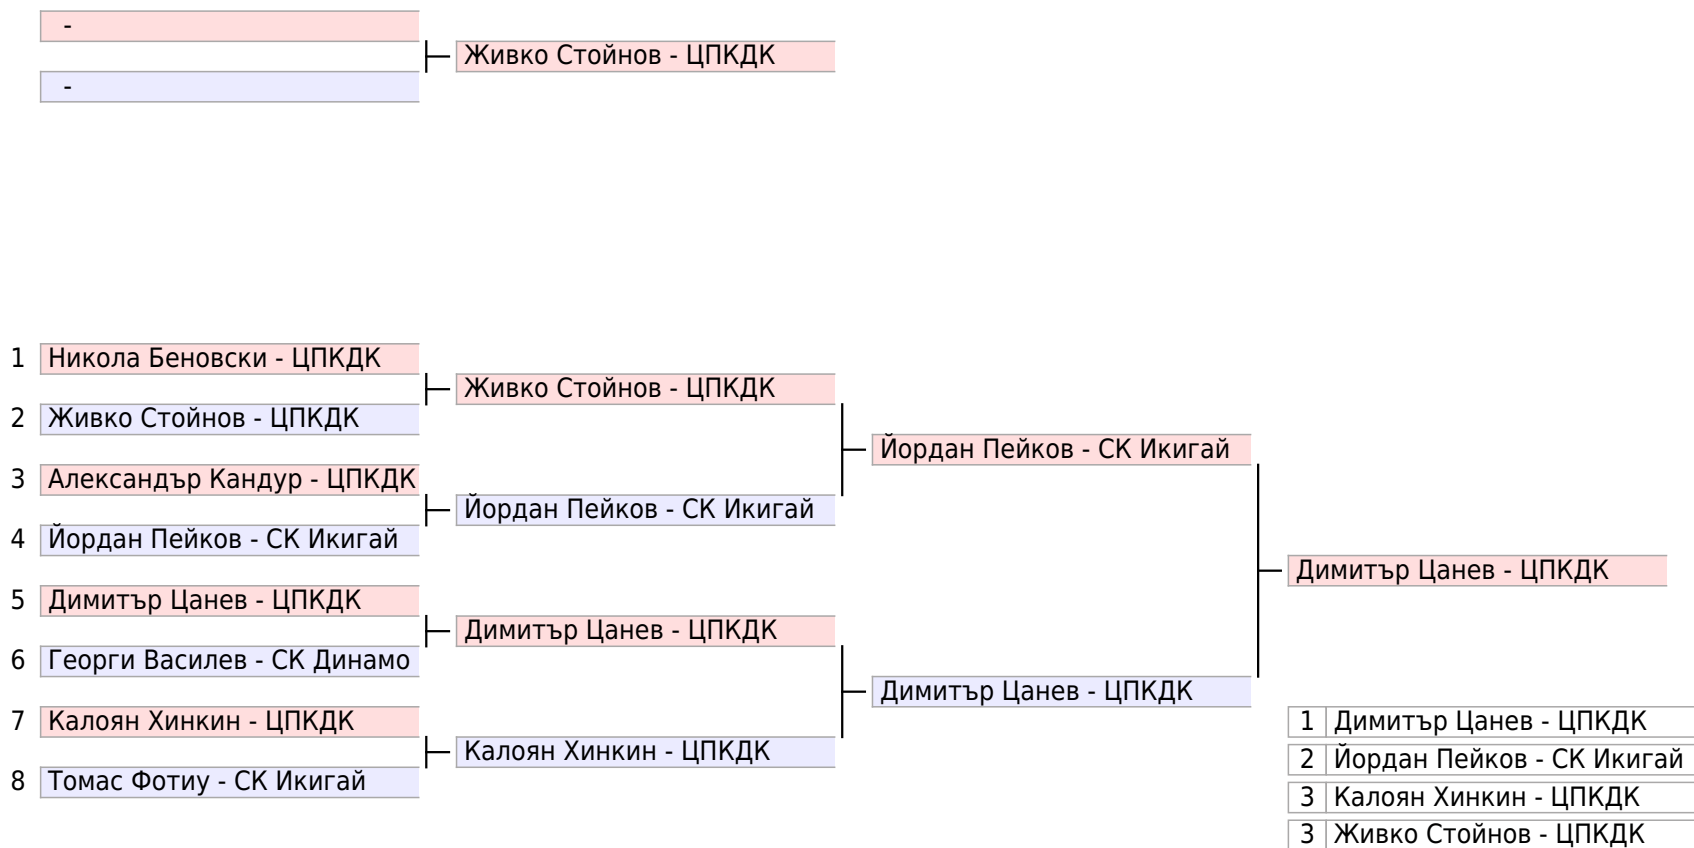 -
Живко Стойнов - ЦПКДК
-
1 Никола Беновски - ЦПКДК
Живко Стойнов - ЦПКДК
2 Живко Стойнов - ЦПКДК
Йордан Пейков - СК Икигай
3 Александър Кандур - ЦПКДК
Йордан Пейков - СК Икигай
4 Йордан Пейков - СК Икигай
Димитър Цанев - ЦПКДК
5 Димитър Цанев - ЦПКДК
Димитър Цанев - ЦПКДК
6 Георги Василев - СК Динамо
Димитър Цанев - ЦПКДК
7 Калоян Хинкин - ЦПКДК
Калоян Хинкин - ЦПКДК
8 Томас Фотиу - СК Икигай
1 Димитър Цанев - ЦПКДК
2 Йордан Пейков - СК Икигай
3 Калоян Хинкин - ЦПКДК
3 Живко Стойнов - ЦПКДК